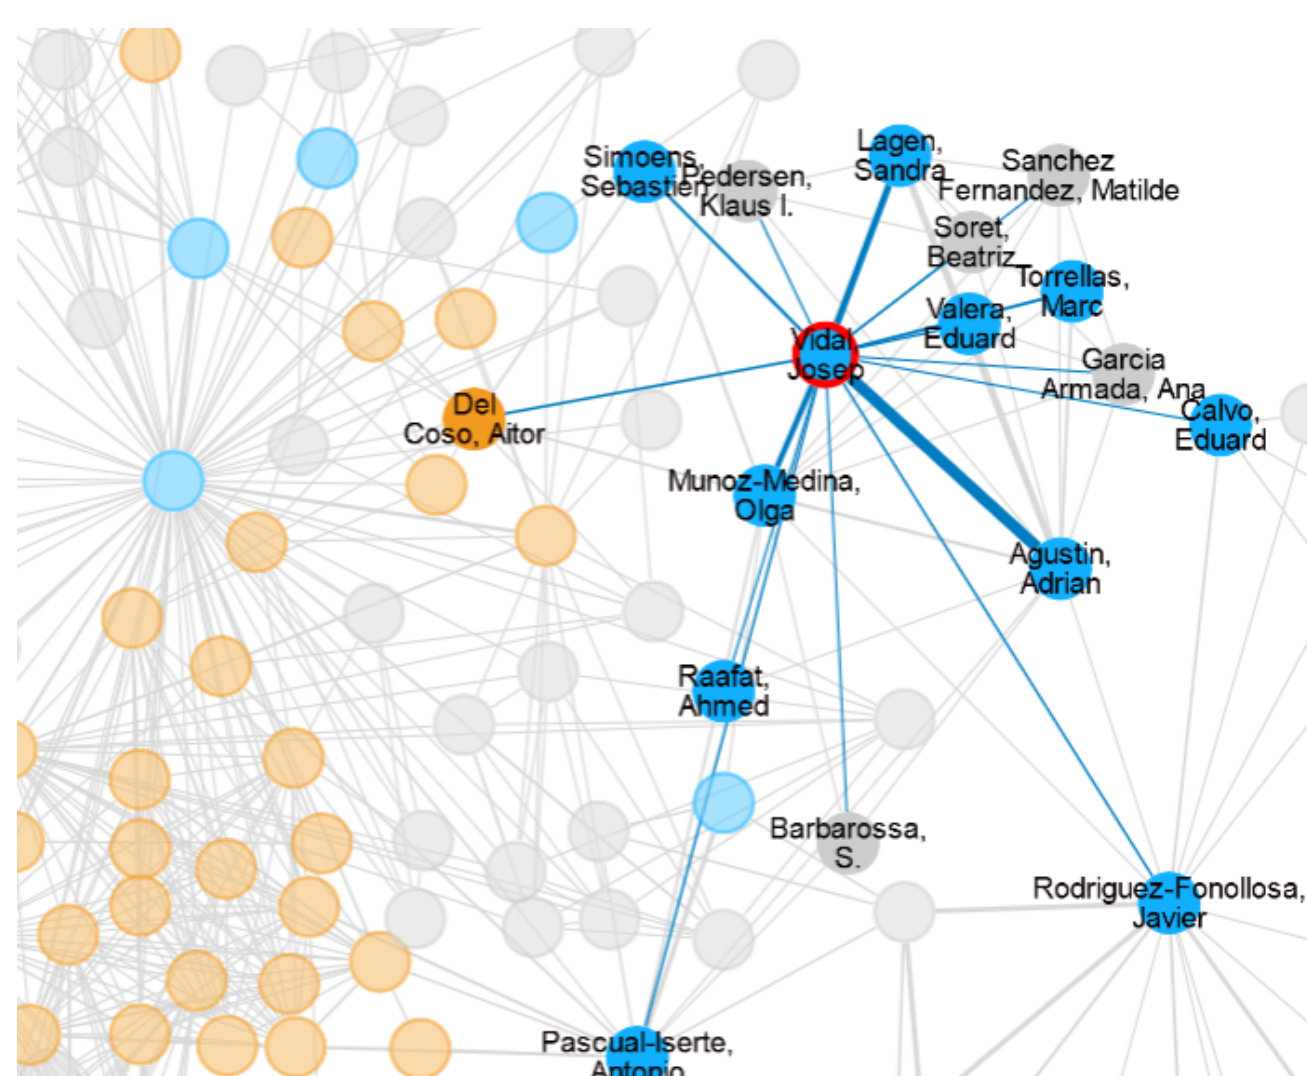 Simoens,
Sebastien
Pedersen,
Klaus I.
Lagen,
Sandra
Sanchez
Fernandez, Matilde
Soret,
Beatriz
Torrellas,
Marc
Valera,
Eduard
Vidal,
Josep
Garcia
Armada, Ana
Calvo,
Eduard
Del
Coso, Aitor
Munoz-Medina,
Olga
Agustin,
Adrian
Raafat,
Ahmed
Barbarossa,
S.
Rodriguez-Fonollosa,
Javier
Pascual-Iserte,
Antonio